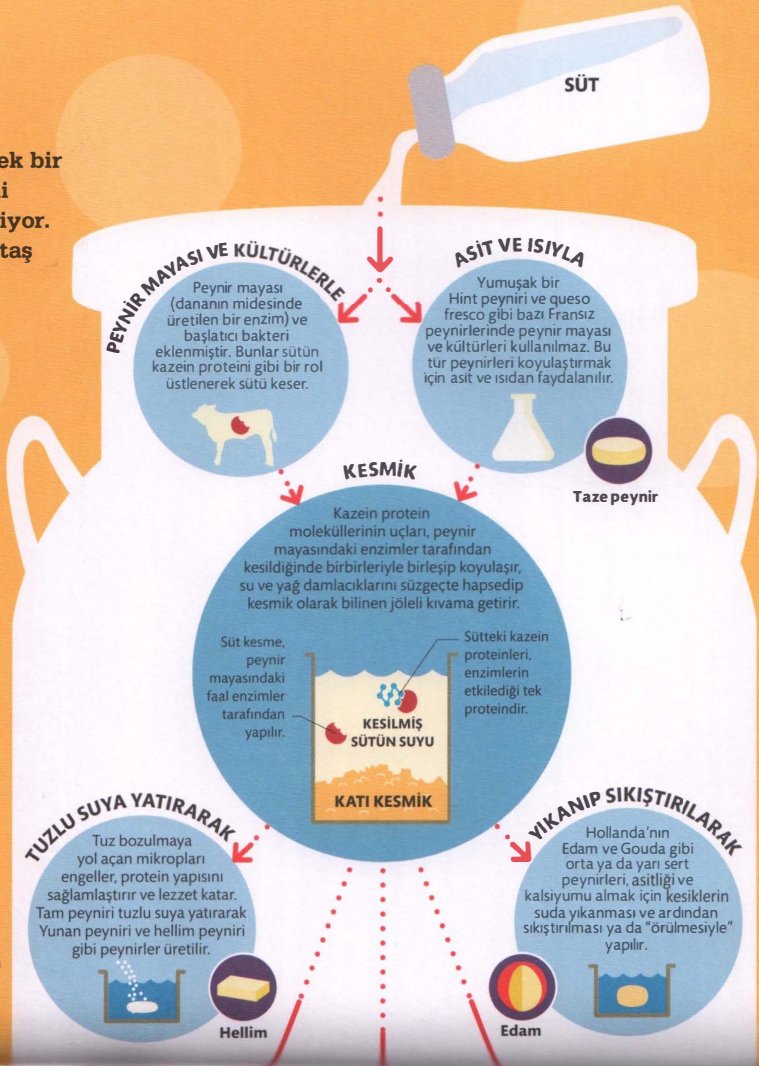 SÜT
ek bir
iyor.
taş
PEYNİR MAYASI VE KÜLTÜRLERLE
Peynir mayası
(dananın midesinde
üretilen bir enzim) ve
başlatıcı bakteri
eklenmiştir. Bunlar sütün
kazein proteini gibi bir rol
üstlenerek sütü keser.
ASİT VE ISIYLA
Yumuşak bir
Hint peyniri ve queso
fresco gibi bazı Fransız
peynirlerinde peynir mayası
ve kültürleri kullanılmaz. Bu
tür peynirleri koyulaştırmak
için asit ve ısıdan faydalanılır.
Taze peynir
KESMİK
Kazein protein
moleküllerinin uçları, peynir
mayasındaki enzimler tarafından
kesildiğinde birbirleriyle birleşip koyulaşır,
su ve yağ damlacıklarını süzgeçte hapsedip
kesmik olarak bilinen jöleli kıvama getirir.
Süt kesme,
peynir
mayasındaki
faal enzimler
tarafından
yapılır.
Sütteki kazein
proteinleri,
enzimlerin
etkilediği tek
proteindir.
KESİLMİŞ
SÜTÜN SUYU
KATI KESMİK
TUZLU SUYA YATIRARAK
Tuz bozulmaya
yol açan mikropları
engeller, protein yapısını
sağlamlaştırır ve lezzet katar.
Tam peyniri tuzlu suya yatırarak
Yunan peyniri ve hellim peyniri
gibi peynirler üretilir.
Hellim
YIKANIP SIKIŞTIRILARAK
Hollanda'nın
Edam ve Gouda gibi
orta ya da yarı sert
peynirleri, asitliği ve
kalsiyumu almak için kesiklerin
suda yıkanması ve ardından
sıkıştırılması ya da "örülmesiyle"
yapılır.
Edam